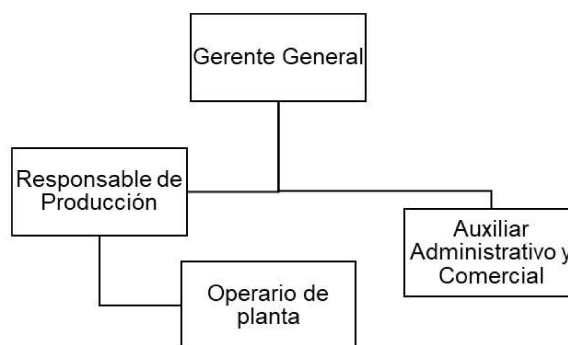 Gerente General
Responsable de
Producción
Auxiliar
Administrativo y
Comercial
Operario de
planta